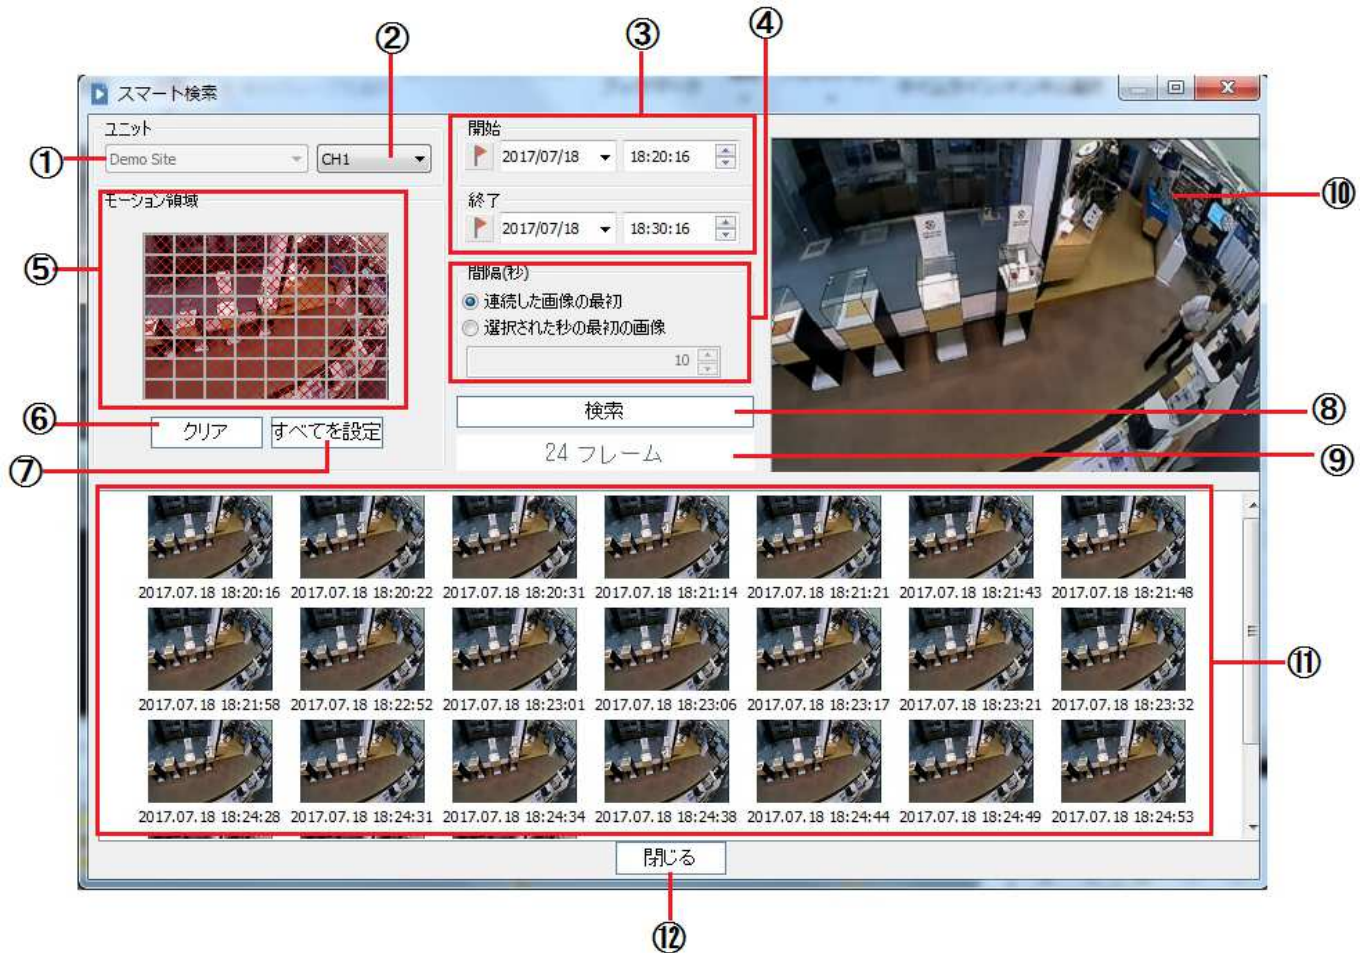 ④
②
③
スマート検索
ユニット
開始
①
Demo Site
CH1
2017/07/18
18:20:16
⑩
モーション領域
終了
2017/07/18
18:30:16
⑤
間隔(秒)
連続した画像の最初
選択された秒の最初の画像
10
⑥
クリア
すべてを設定
検索
⑧
⑦
24 フレーム
⑨
2017.07.18 18:20:16 2017.07.18 18:20:22 2017.07.18 18:20:31 2017.07.18 18:21:14 2017.07.18 18:21:21 2017.07.18 18:21:43 2017.07.18 18:21:48
⑪
2017.07.18 18:21:58 2017.07.18 18:22:52 2017.07.18 18:23:01 2017.07.18 18:23:06 2017.07.18 18:23:17 2017.07.18 18:23:21 2017.07.18 18:23:32
2017.07.18 18:24:28 2017.07.18 18:24:31 2017.07.18 18:24:34 2017.07.18 18:24:38 2017.07.18 18:24:44 2017.07.18 18:24:49 2017.07.18 18:24:53
閉じる
⑫